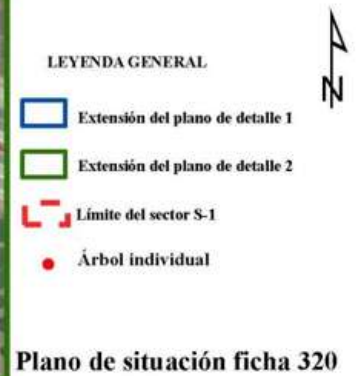 N
LEYENDA GENERAL
Extensión del plano de detalle 1
Extensión del plano de detalle 2
Límite del sector S-1
Árbol individual
Plano de situación ficha 320